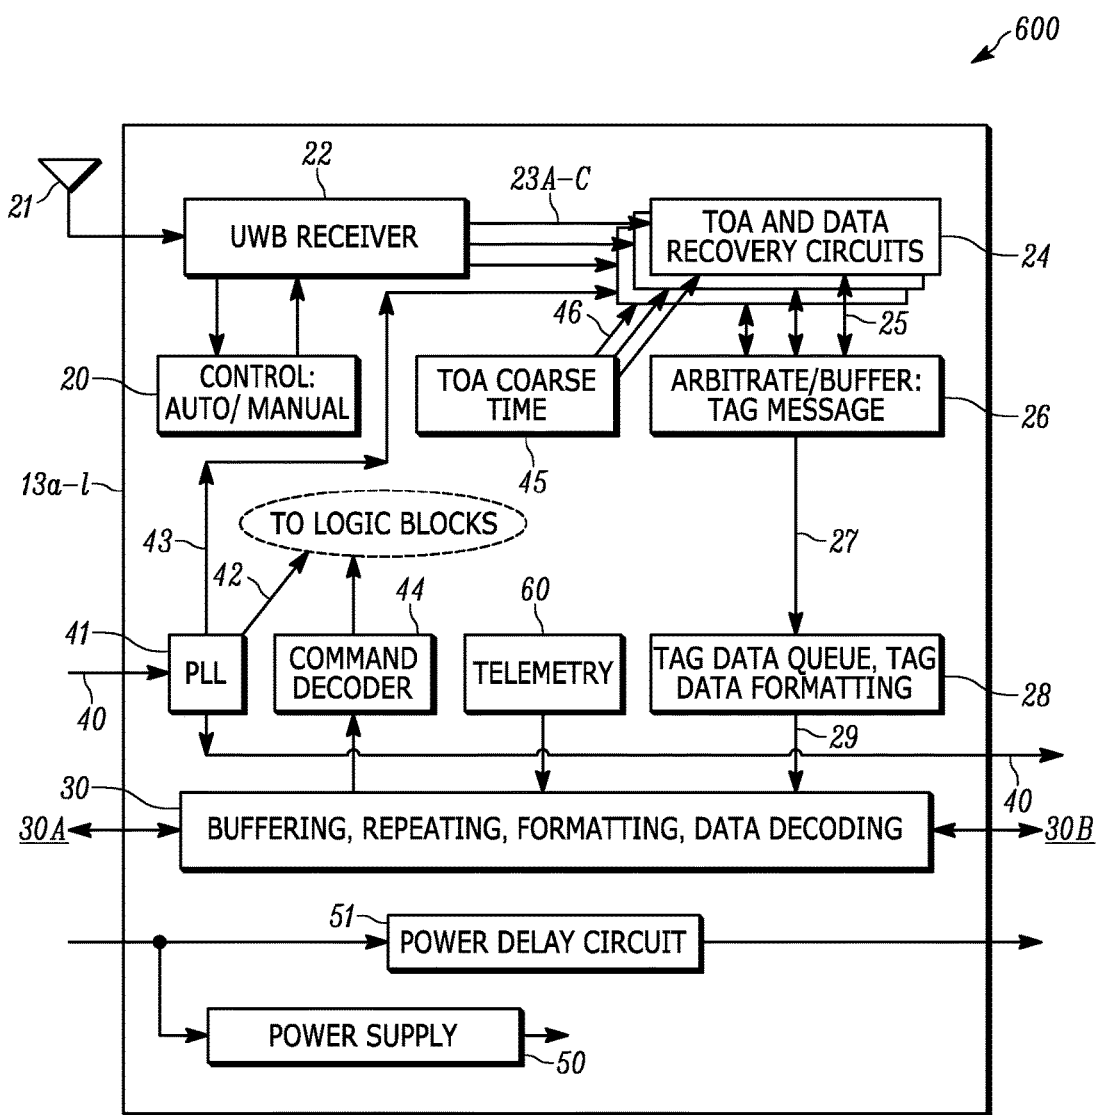 600
21
22
UWB RECEIVER
23A-C
TOA AND DATA
RECOVERY CIRCUITS
24
46
25
20
CONTROL:
AUTO/ MANUAL
TOA COARSE
TIME
45
ARBITRATE/BUFFER:
TAG MESSAGE
26
13a-l
TO LOGIC BLOCKS
43
42
27
41
PLL
44
COMMAND
DECODER
60
TELEMETRY
TAG DATA QUEUE, TAG
DATA FORMATTING
28
40
29
40
30
30A
BUFFERING, REPEATING, FORMATTING, DATA DECODING
30B
51
POWER DELAY CIRCUIT
POWER SUPPLY
50